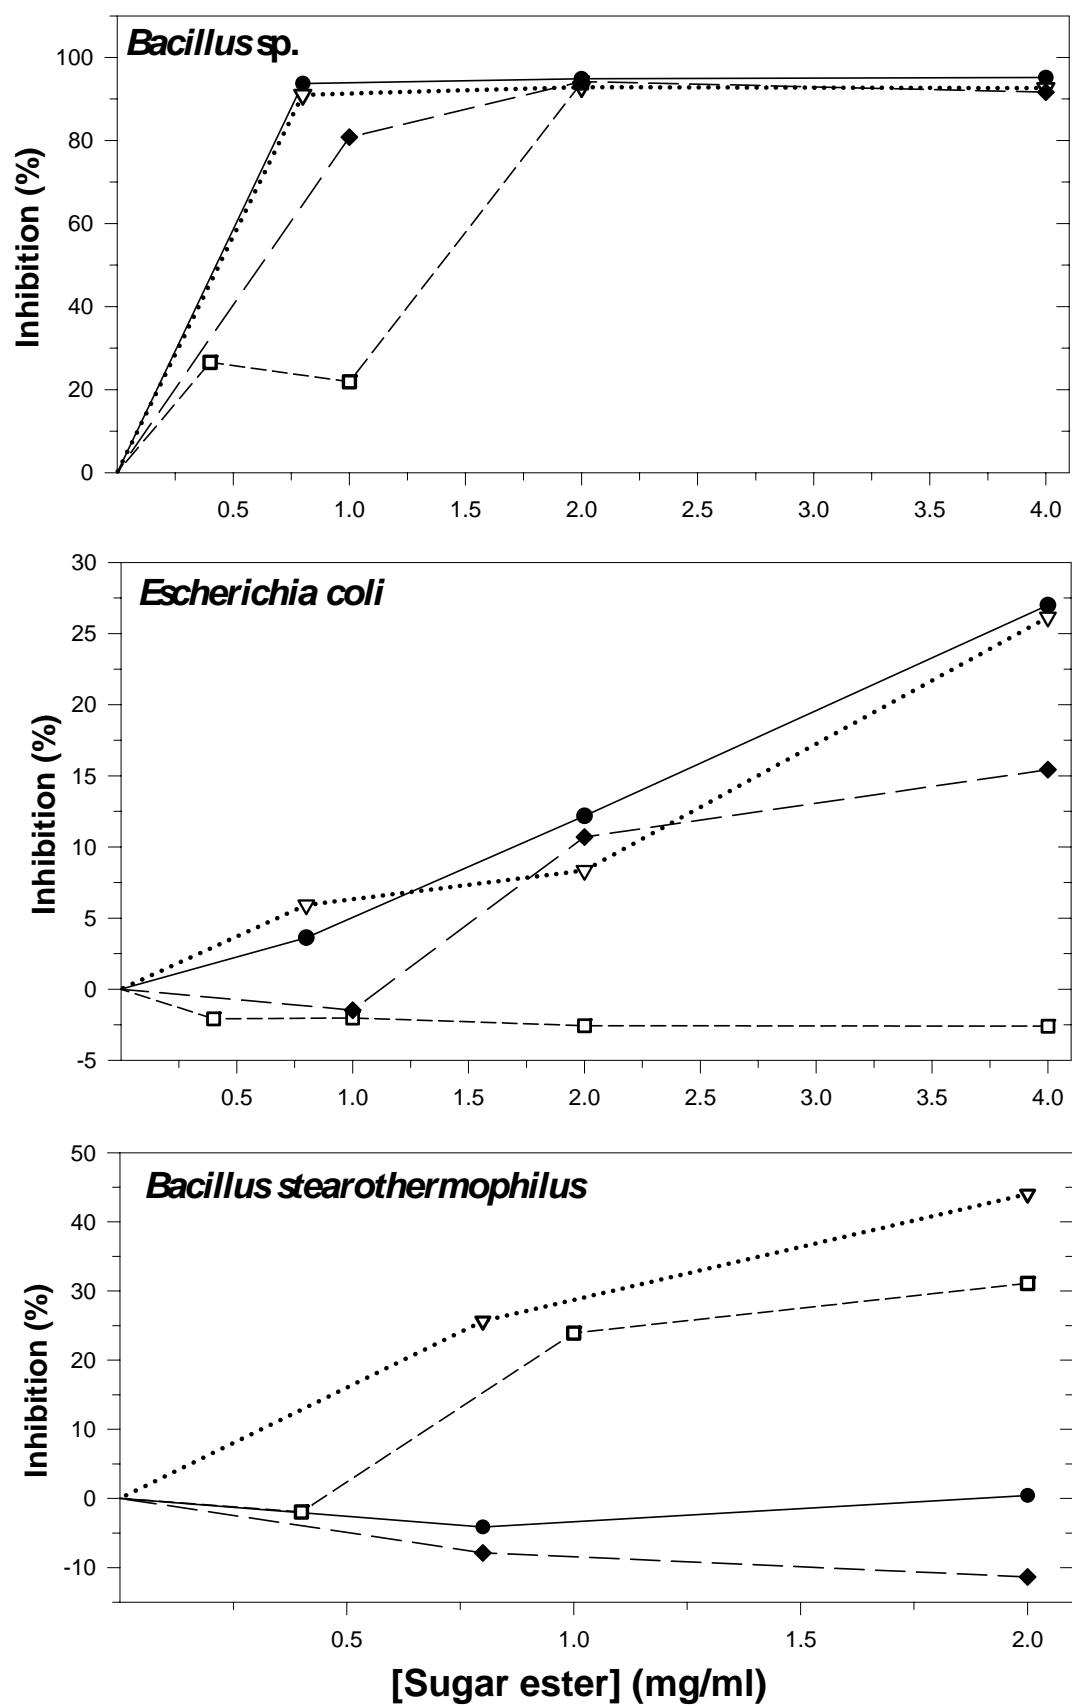 Bacillus sp.
Inhibition (%)
100
80
60
40
20
0
0.5 1.0 1.5 2.0 2.5 3.0 3.5 4.0
Escherichia coli
Inhibition (%)
30
25
20
15
10
5
0
-5
0.5 1.0 1.5 2.0 2.5 3.0 3.5 4.0
Bacillus stearothermophilus
Inhibition (%)
50
40
30
20
10
0
-10
0.5 1.0 1.5 2.0
[Sugar ester] (mg/ml)